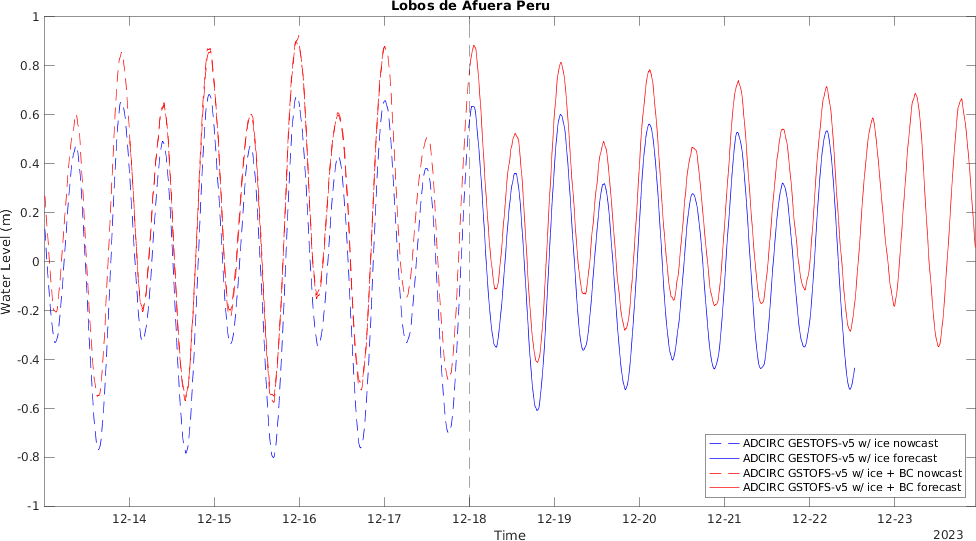 Lobos de Afuera Peru
1
0.8
0.6
0.4
0.2
0
-0.2
-0.4
-0.6
-0.8
-1
Water Level (m)
12-14 12-15 12-16 12-17 12-18 12-19 12-20 12-21 12-22 12-23
Time
2023
ADCIRC GESTOFS-v5 w/ ice nowcast
ADCIRC GESTOFS-v5 w/ ice forecast
ADCIRC GSTOFS-v5 w/ ice + BC nowcast
ADCIRC GSTOFS-v5 w/ ice + BC forecast